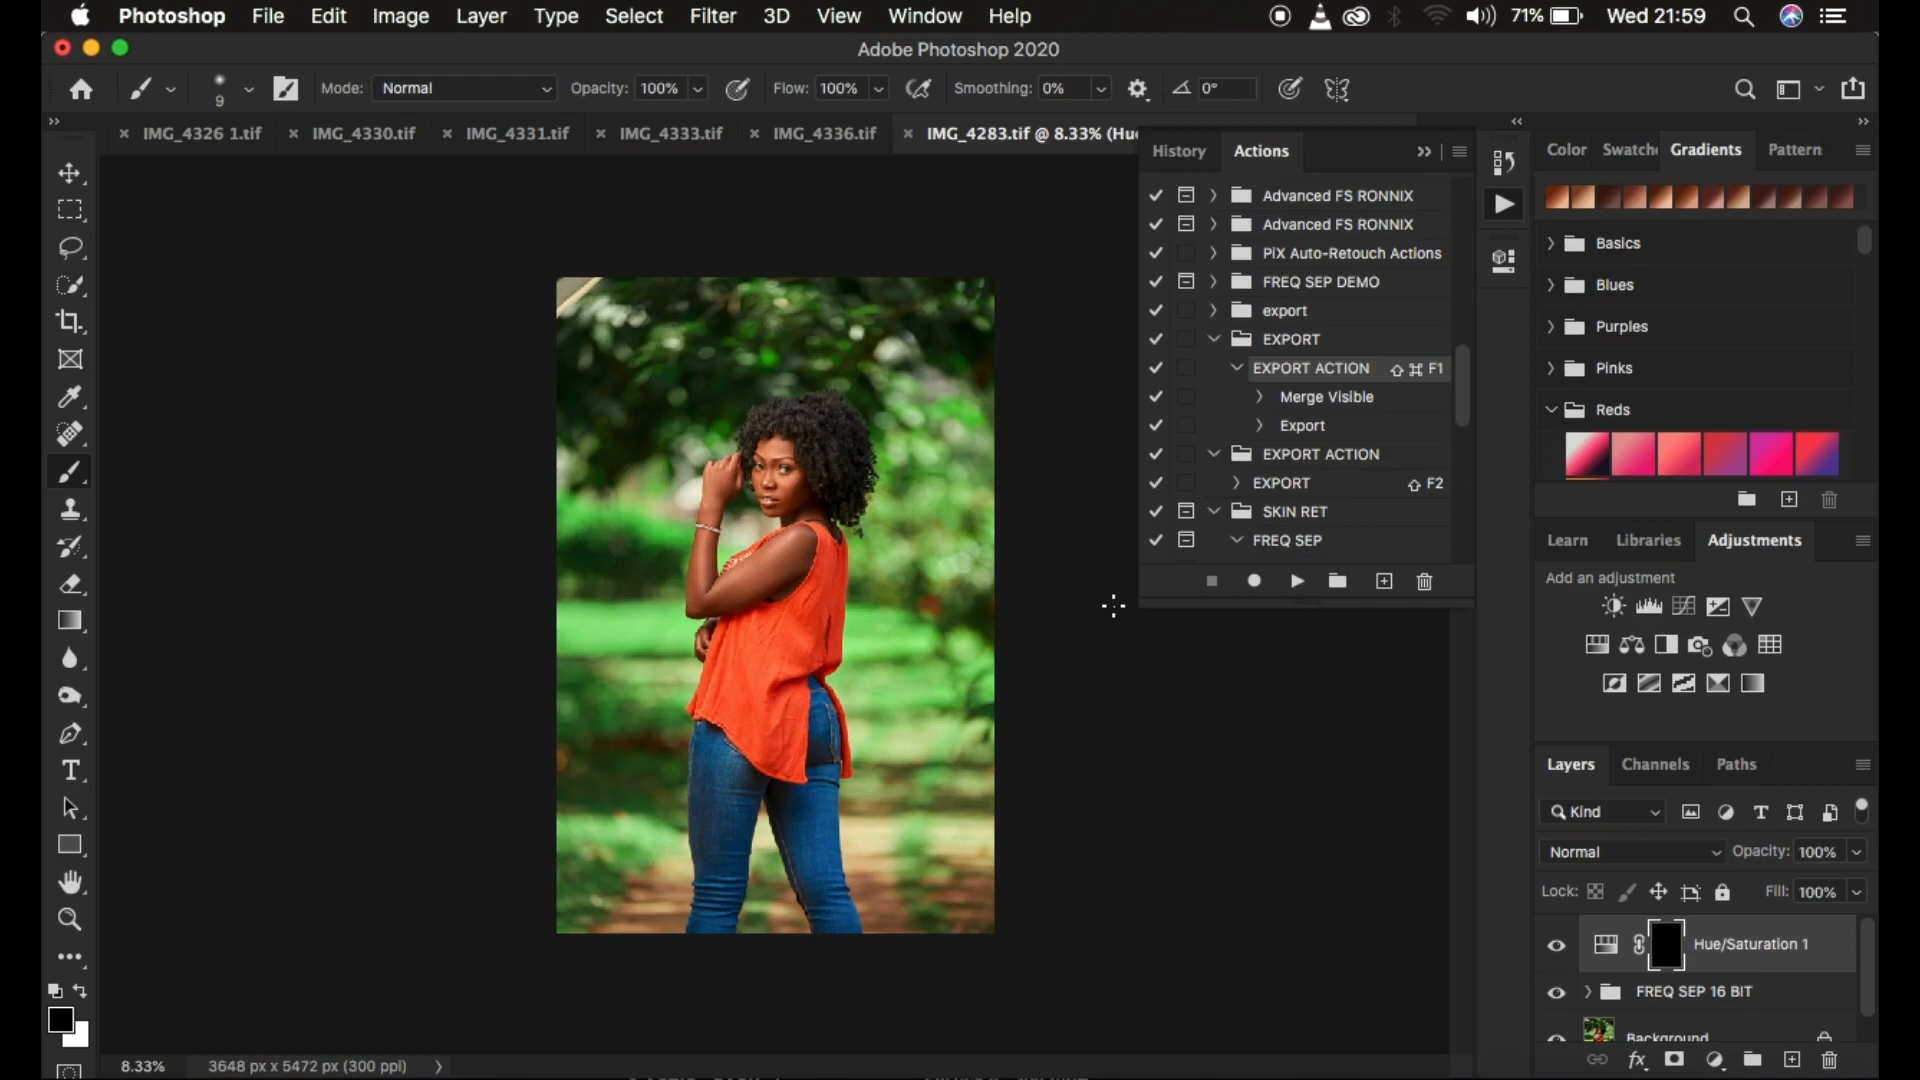 Photoshop File Edit Image Layer Type Select Filter 3D View Window Help 71% Wed 21:59
Adobe Photoshop 2020
9 Mode: Normal Opacity: 100% Flow: 100% Smoothing: 0% 0°
IMG_4326 1.tif IMG_4330.tif IMG_4331.tif IMG_4333.tif IMG_4336.tif IMG_4283.tif @ 8.33% (Hu
History Actions
Advanced FS RONNIX
Advanced FS RONNIX
PiX Auto-Retouch Actions
FREQ SEP DEMO
export
EXPORT
EXPORT ACTION ⇧ ⌘ F1
Merge Visible
Export
EXPORT ACTION
EXPORT ⇧ F2
SKIN RET
FREQ SEP
Color Swatche Gradients Pattern
Basics
Blues
Purples
Pinks
Reds
Learn Libraries Adjustments
Add an adjustment
Layers Channels Paths
Kind
Normal Opacity: 100%
Lock: Fill: 100%
Hue/Saturation 1
FREQ SEP 16 BIT
Background
8.33% 3648 px x 5472 px (300 ppi)